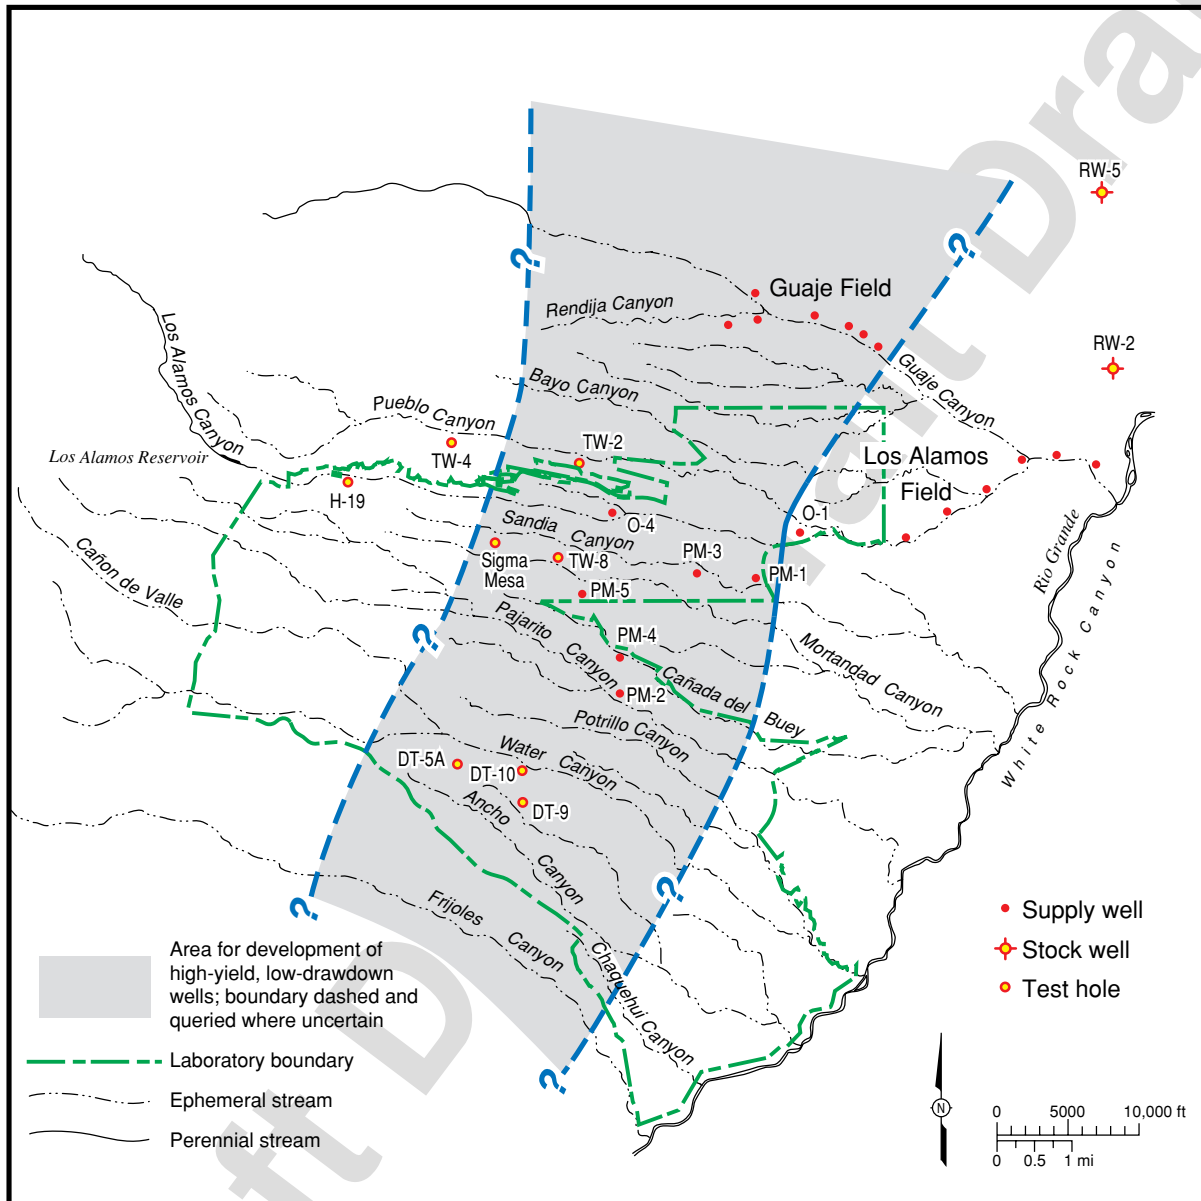 Draft Draft
RW-5
Guaje Field
Rendija Canyon
RW-2
Los Alamos Canyon
Guaje Canyon
Bayo Canyon
Pueblo Canyon
TW-2
TW-4
Los Alamos
Field
Los Alamos Reservoir
H-19
O-4
O-1
Sandia Canyon
Rio Grande
White Rock Canyon
Sigma
Mesa
TW-8
PM-3
PM-1
PM-5
Cañon de Valle
Pajarito Canyon
PM-4
Mortandad Canyon
Cañada del Buey
PM-2
Potrillo Canyon
Water Canyon
DT-5A
DT-10
DT-9
Ancho Canyon
Frijoles Canyon
Chaquehui Canyon
?
?
?
?
?
?
Supply well
Stock well
Test hole
Area for development of
high-yield, low-drawdown
wells; boundary dashed and
queried where uncertain
Laboratory boundary
Ephemeral stream
Perennial stream
N
0 5000 10,000 ft
0 0.5 1 mi